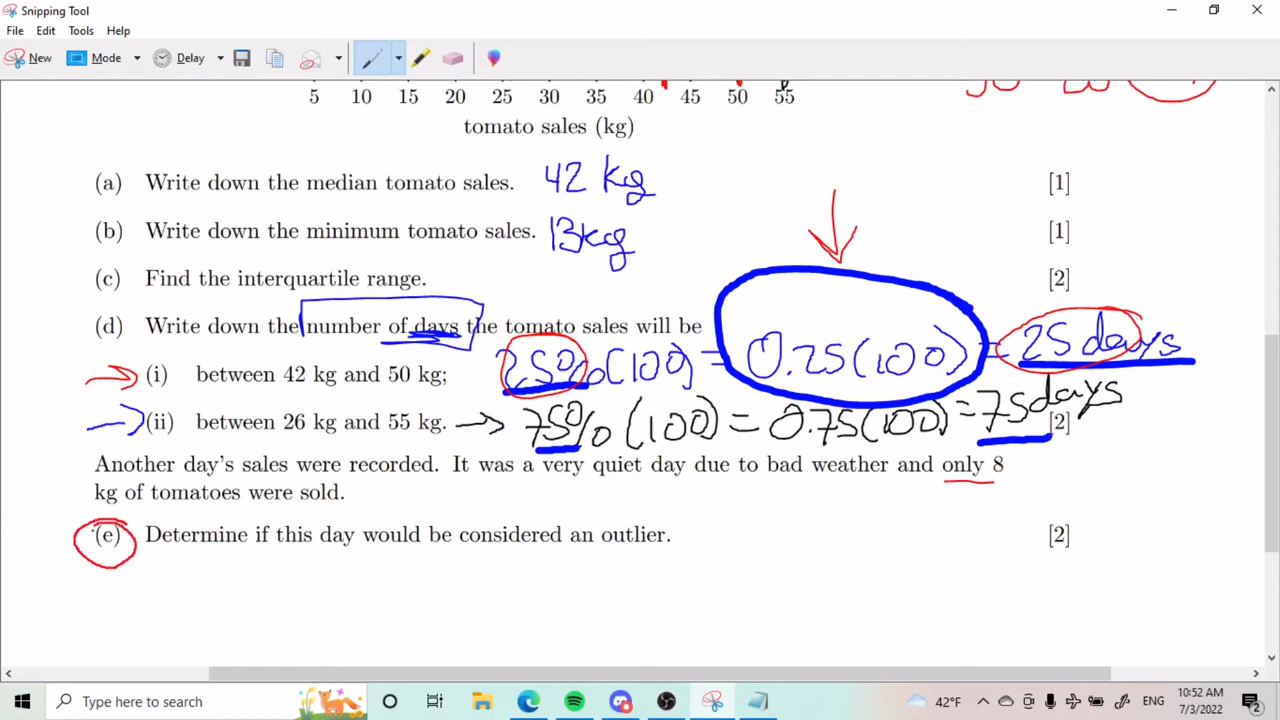 Snipping Tool
File Edit Tools Help
New Mode Delay
5 10 15 20 25 30 35 40 45 50 55
tomato sales (kg)
(a) Write down the median tomato sales. 42 kg [1]
(b) Write down the minimum tomato sales. 13kg [1]
(c) Find the interquartile range. [2]
(d) Write down the number of days the tomato sales will be
25%(100) = 0.25(100) = 25 days
(i) between 42 kg and 50 kg;
(ii) between 26 kg and 55 kg. 75%(100) = 0.75(100) = 75 days [2]
Another day's sales were recorded. It was a very quiet day due to bad weather and only 8
kg of tomatoes were sold.
(e) Determine if this day would be considered an outlier. [2]
Type here to search 42°F ENG 10:52 AM
7/3/2022 2